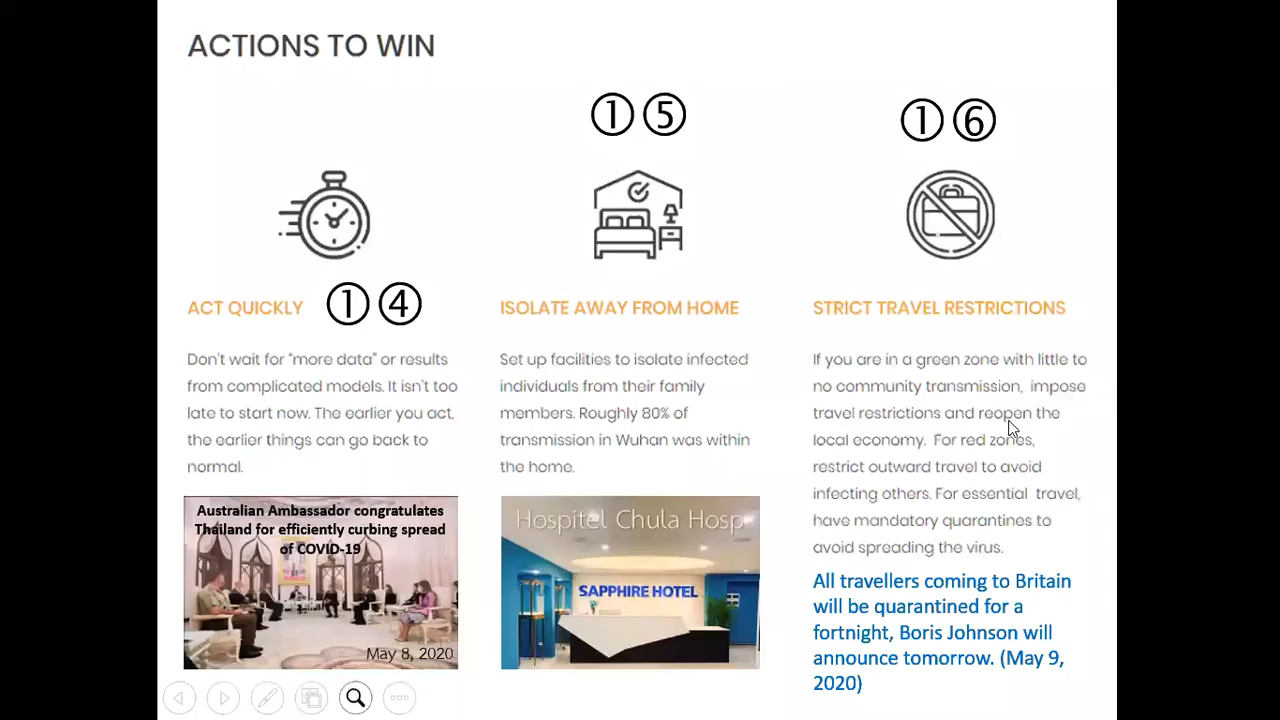 ACTIONS TO WIN
① ④
ACT QUICKLY
Don't wait for “more data” or results
from complicated models. It isn't too
late to start now. The earlier you act,
the earlier things can go back to
normal.
Australian Ambassador congratulates
Thailand for efficiently curbing spread
of COVID-19
May 8, 2020
① ⑤
ISOLATE AWAY FROM HOME
Set up facilities to isolate infected
individuals from their family
members. Roughly 80% of
transmission in Wuhan was within
the home.
Hospitel Chula Hosp
SAPPHIRE HOTEL
① ⑥
STRICT TRAVEL RESTRICTIONS
If you are in a green zone with little to
no community transmission, impose
travel restrictions and reopen the
local economy. For red zones,
restrict outward travel to avoid
infecting others. For essential travel,
have mandatory quarantines to
avoid spreading the virus.
All travellers coming to Britain
will be quarantined for a
fortnight, Boris Johnson will
announce tomorrow. (May 9,
2020)